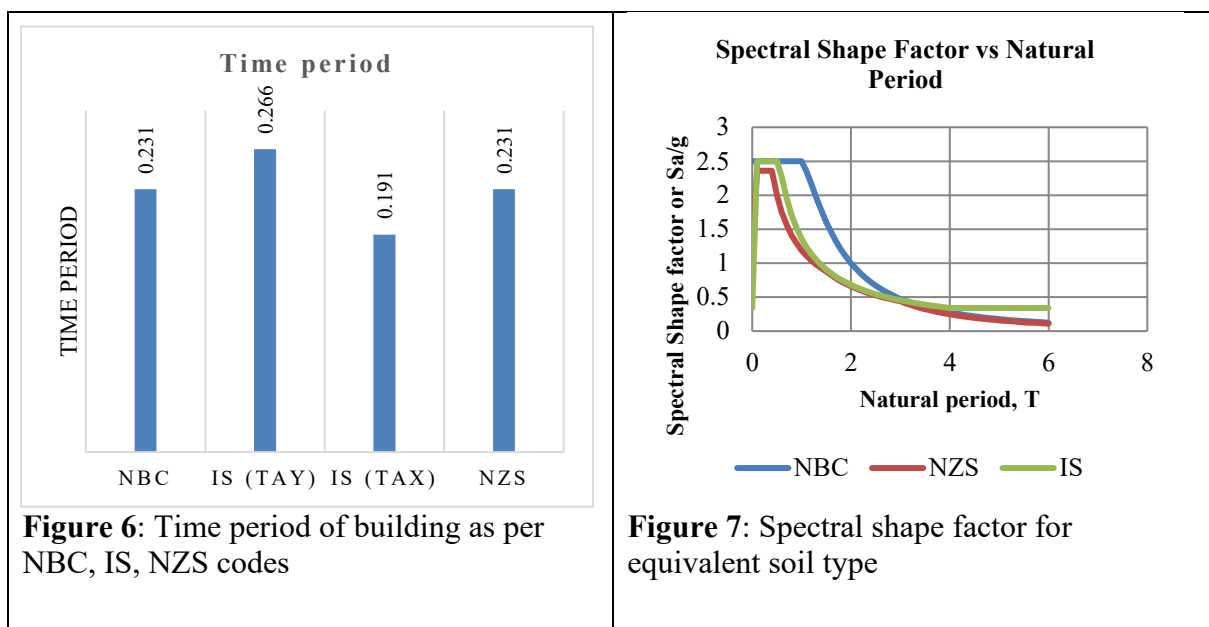 Time period
0.231
0.266
0.191
0.231
TIME PERIOD
NBC
IS (TAY)
IS (TAX)
NZS
Figure 6: Time period of building as per
NBC, IS, NZS codes
Spectral Shape Factor vs Natural
Period
Spectral Shape factor or Sa/g
3
2.5
2
1.5
1
0.5
0
0
2
4
6
8
Natural period, T
NBC
NZS
IS
Figure 7: Spectral shape factor for
equivalent soil type